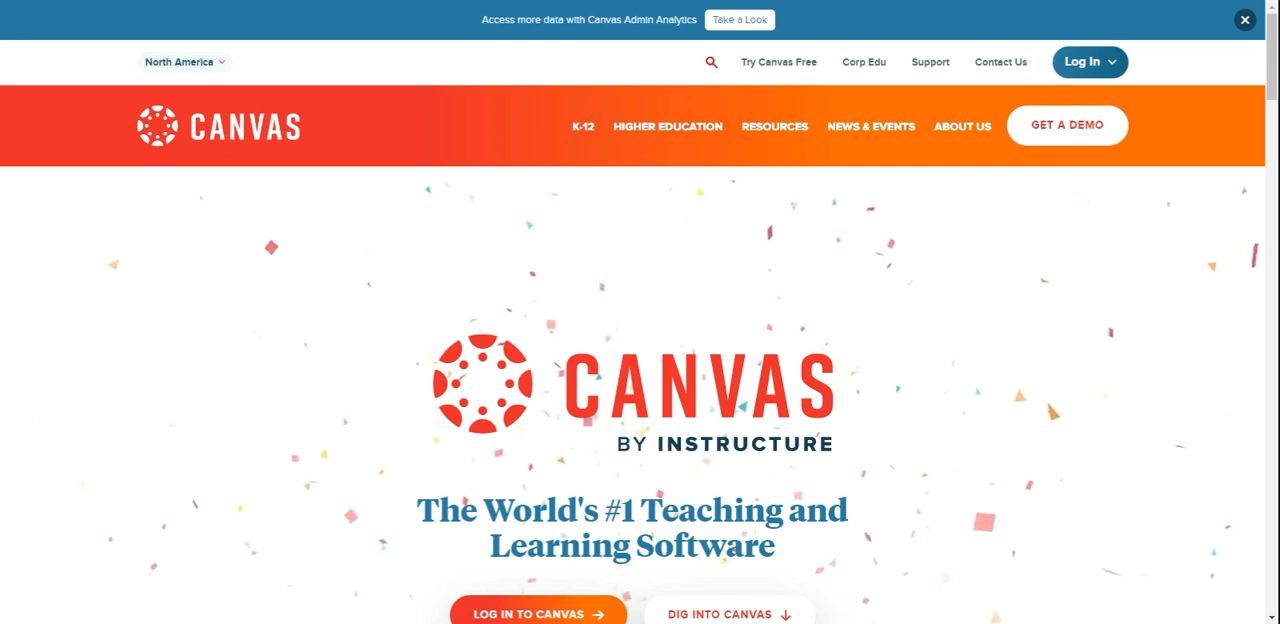 Access more data with Canvas Admin Analytics Take a Look
North America Try Canvas Free Corp Edu Support Contact Us Log In
CANVAS K-12 HIGHER EDUCATION RESOURCES NEWS & EVENTS ABOUT US GET A DEMO
CANVAS
BY INSTRUCTURE
The World's #1 Teaching and
Learning Software
LOG IN TO CANVAS DIG INTO CANVAS